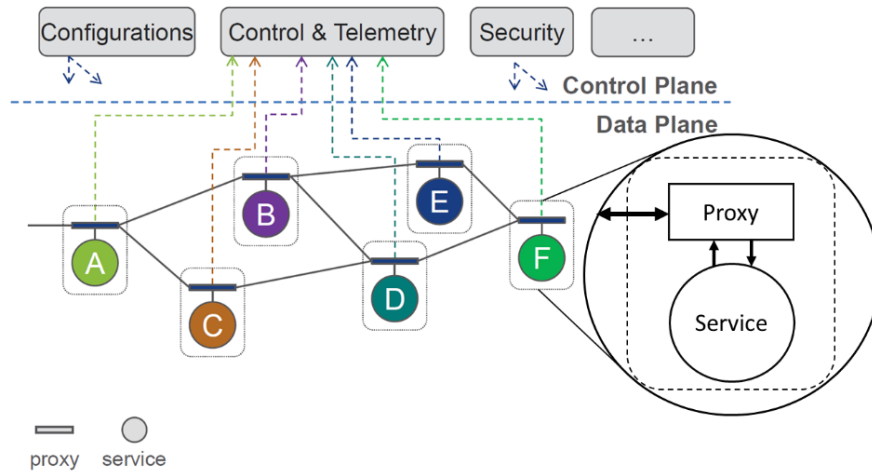 Configurations
Control & Telemetry
Security
...
Control Plane
Data Plane
A
B
C
D
E
F
Proxy
Service
proxy
service